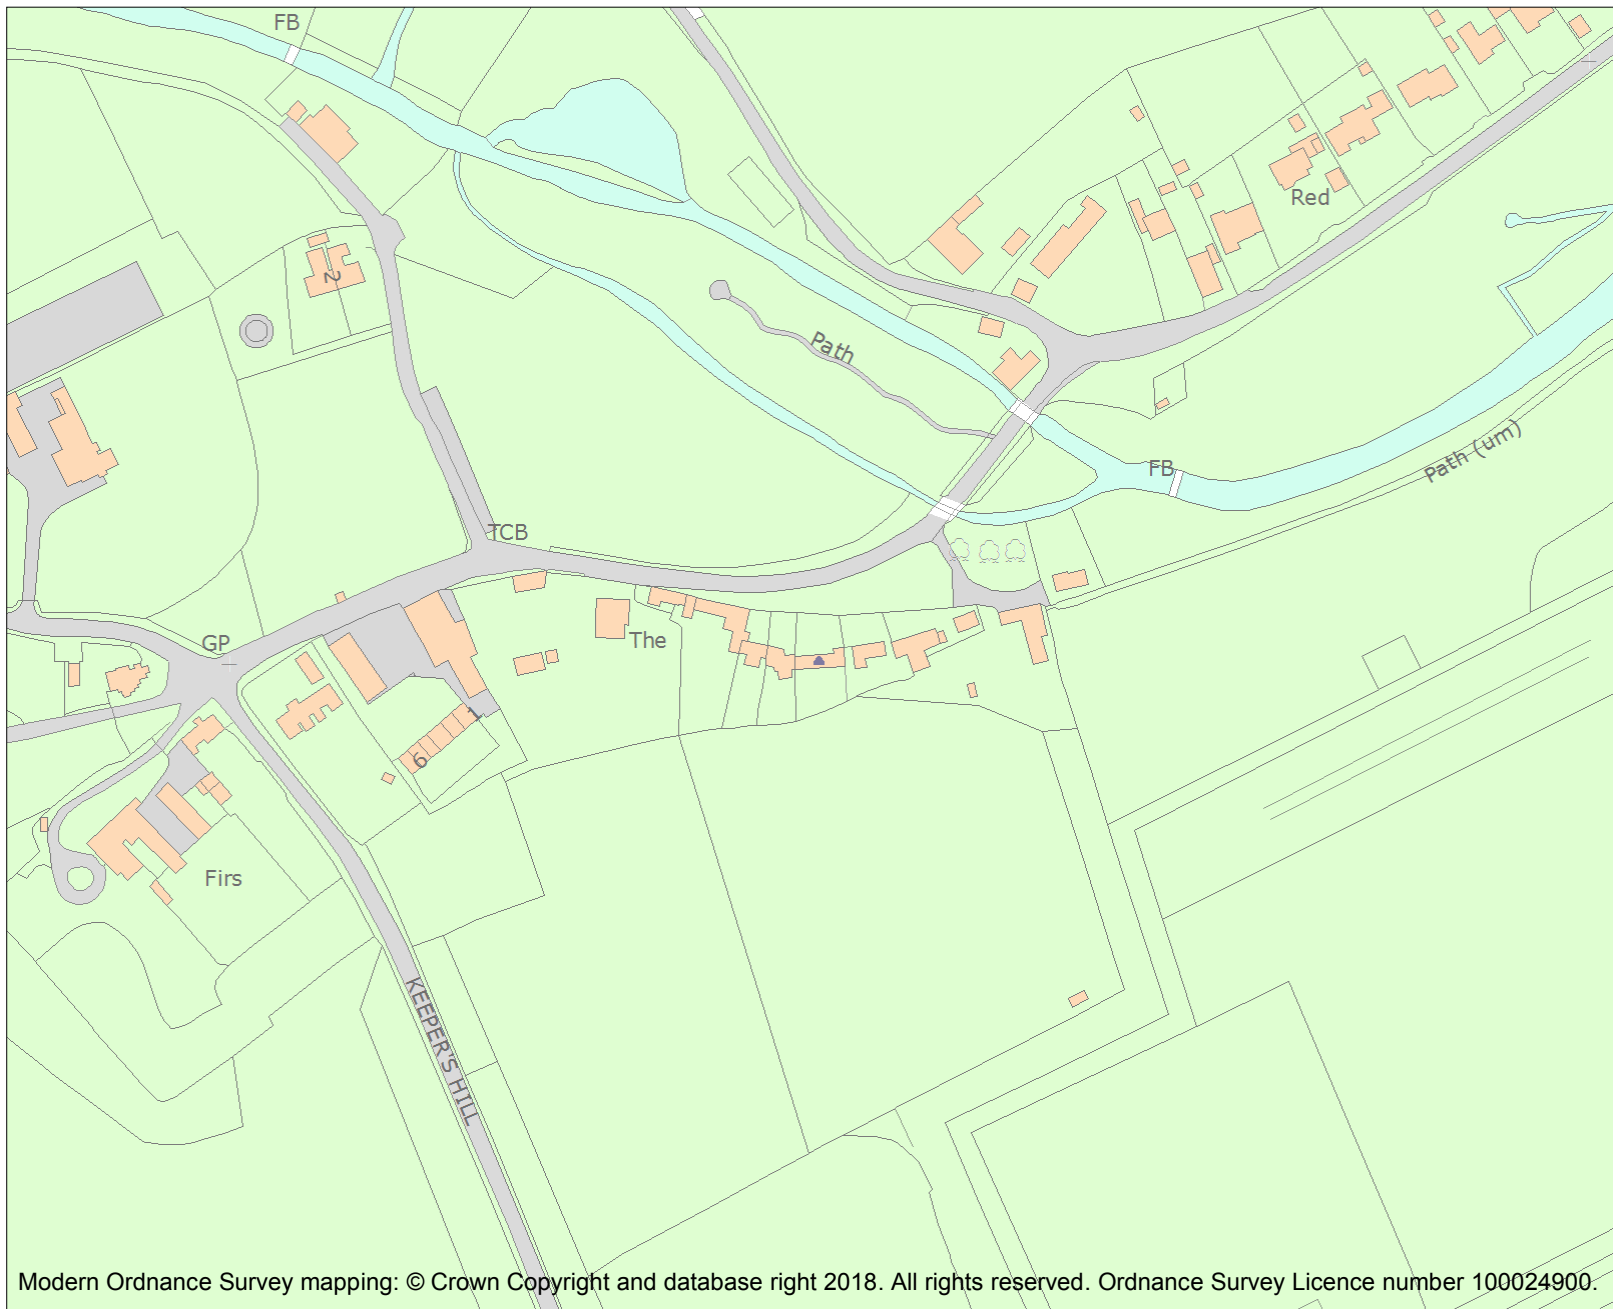 FB
Red
2
Path
Path (um)
FB
TCB
GP
The
1
6
Firs
KEEPER'S HILL
Modern Ordnance Survey mapping: © Crown Copyright and database right 2018. All rights reserved. Ordnance Survey Licence number 100024900.